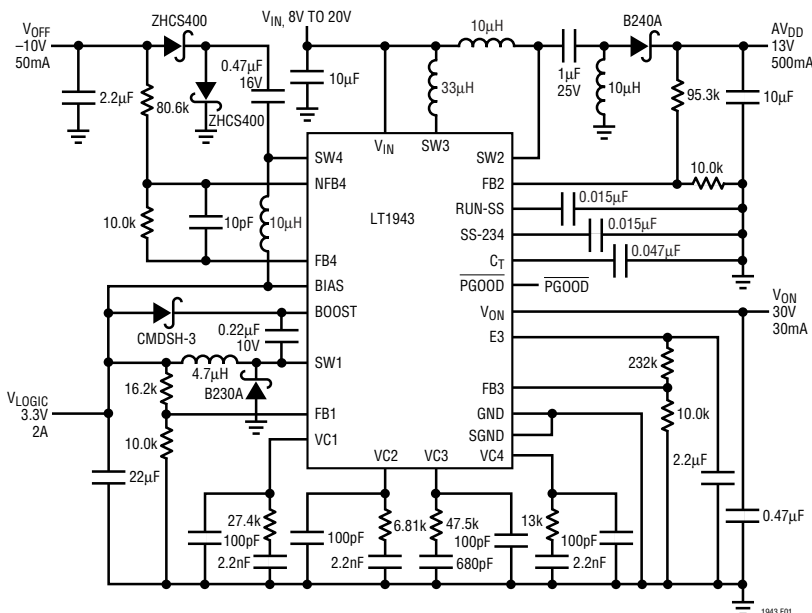 ZHCS400
V_OFF
–10V
50mA
2.2µF
80.6k
ZHCS400
0.47µF
16V
V_IN, 8V TO 20V
10µF
33µH
10µH
1µF
25V
10µH
B240A
AV_DD
13V
500mA
95.3k
10µF
SW4
V_IN
SW3
SW2
NFB4
FB2
10.0k
LT1943
RUN-SS
0.015µF
10.0k
10pF
10µH
SS-234
0.015µF
C_T
0.047µF
FB4
BIAS
PGOOD
PGOOD
BOOST
V_ON
V_ON
30V
30mA
CMDSH-3
0.22µF
10V
E3
SW1
232k
4.7µH
B230A
16.2k
FB3
V_LOGIC
3.3V
2A
FB1
GND
10.0k
10.0k
SGND
VC1
VC2
VC3
VC4
22µF
2.2µF
0.47µF
27.4k
100pF
2.2nF
100pF
6.81k
2.2nF
47.5k
680pF
100pF
13k
2.2nF
100pF
1943 F01